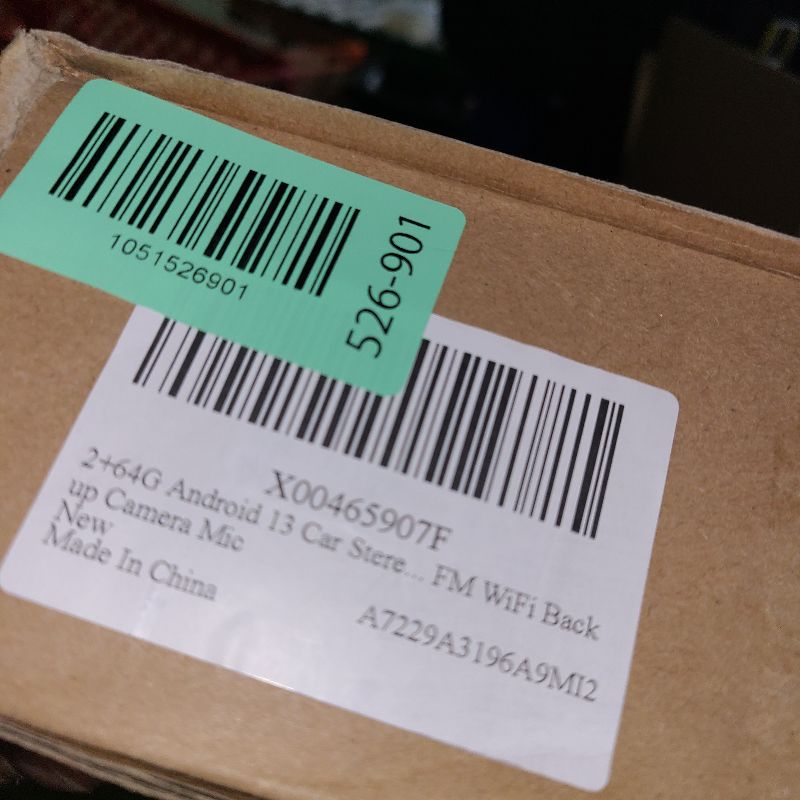 1051526901
526-901
X00465907F
2+64G Android 13 Car Stere... FM WiFi Back
up Camera Mic
New
Made In China
A7229A3196A9MI2